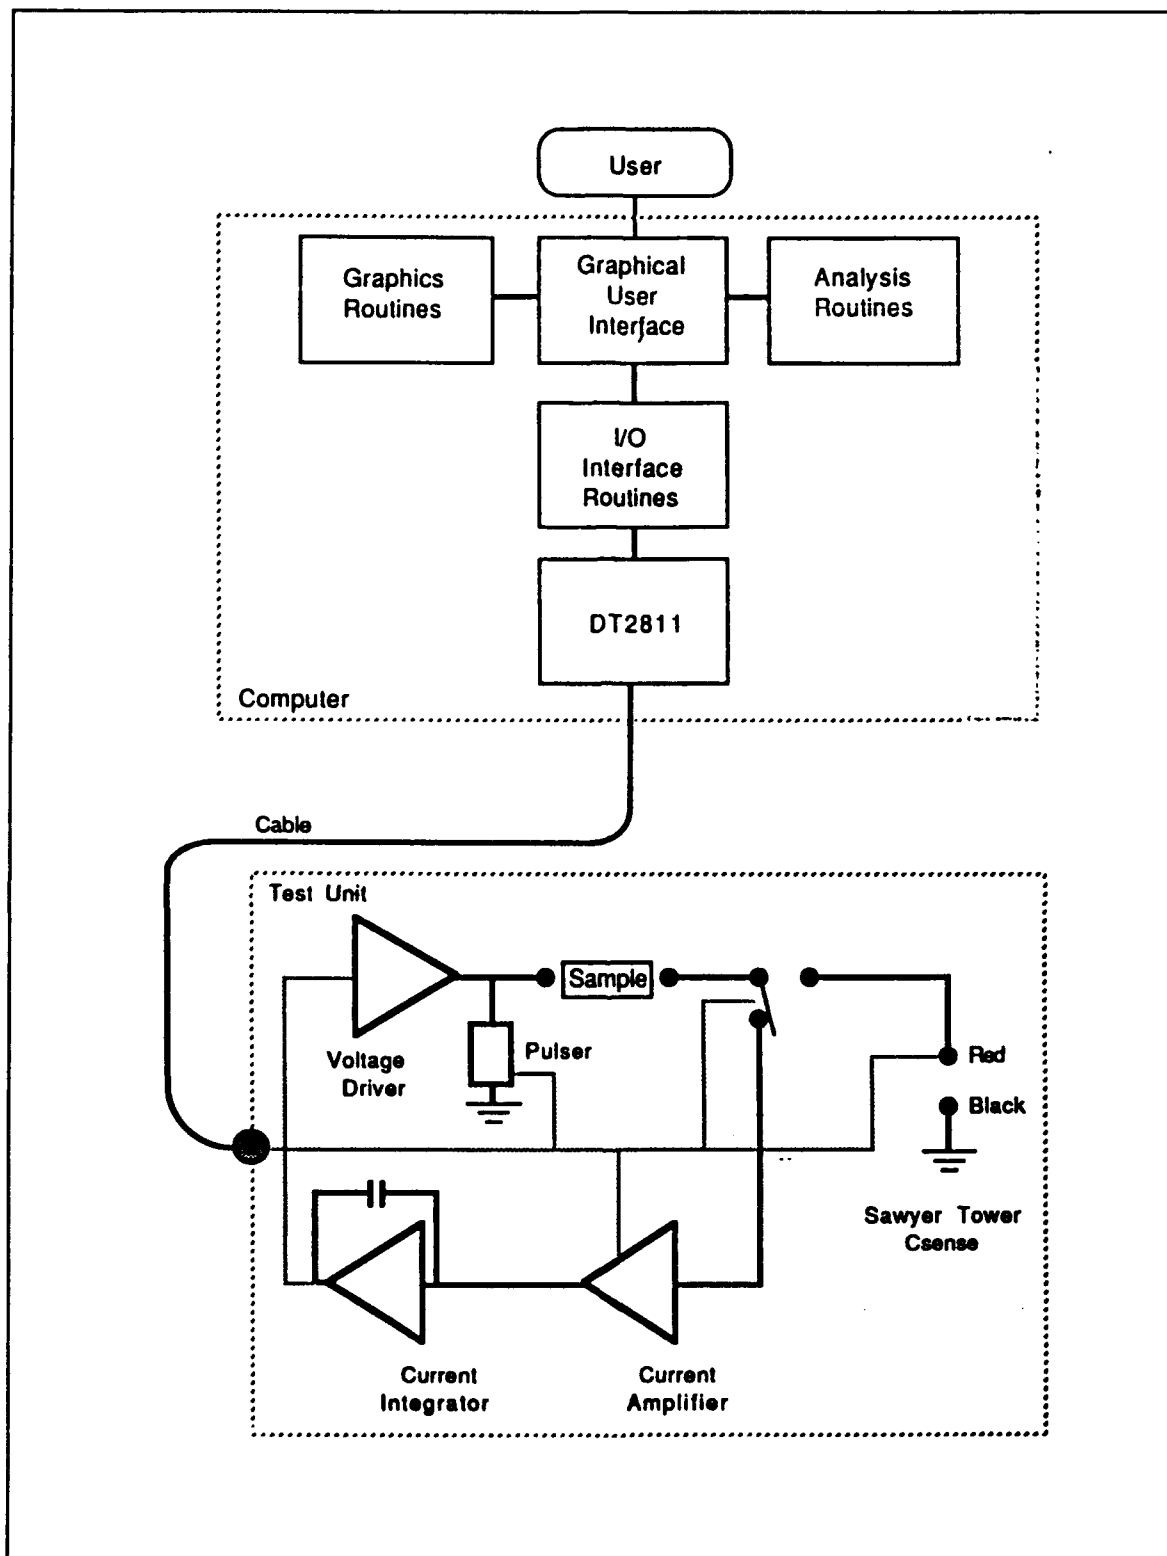 User
Graphics
Routines
Graphical
User
Interface
Analysis
Routines
I/O
Interface
Routines
DT2811
Computer
Cable
Test Unit
Voltage
Driver
Pulser
Sample
Red
Black
Sawyer Tower
Csense
Current
Integrator
Current
Amplifier